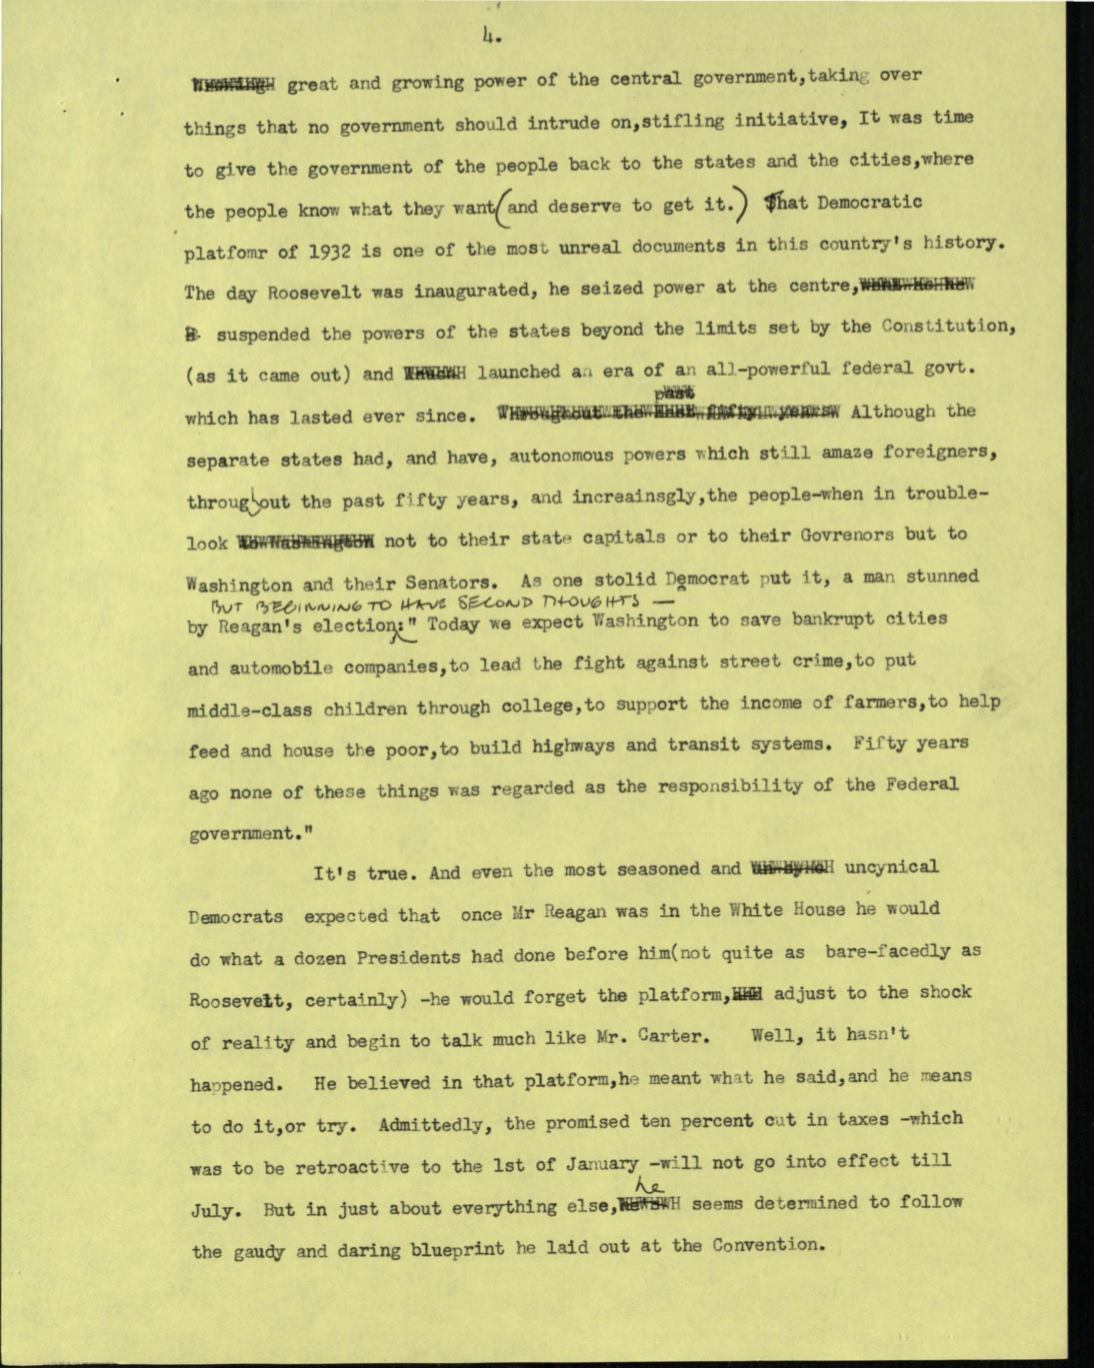 4.
great and growing power of the central government,taking over
things that no government should intrude on,stifling initiative, It was time
to give the government of the people back to the states and the cities,where
the people know what they want(and deserve to get it.) That Democratic
platfomr of 1932 is one of the most unreal documents in this country's history.
The day Roosevelt was inaugurated, he seized power at the centre,
suspended the powers of the states beyond the limits set by the Constitution,
(as it came out) and launched an era of an all-powerful federal govt.
past
which has lasted ever since. Throughout the fifty years Although the
separate states had, and have, autonomous powers which still amaze foreigners,
throughout the past fifty years, and increainsgly,the people-when in trouble-
look to Washington not to their state capitals or to their Govrenors but to
Washington and their Senators. As one stolid Democrat put it, a man stunned
BUT BEGINNING TO HAVE SECOND THOUGHTS —
by Reagan's election:" Today we expect Washington to save bankrupt cities
and automobile companies,to lead the fight against street crime,to put
middle-class children through college,to support the income of farmers,to help
feed and house the poor,to build highways and transit systems. Fifty years
ago none of these things was regarded as the responsibility of the Federal
government."
It's true. And even the most seasoned and uncynical
Democrats expected that once Mr Reagan was in the White House he would
do what a dozen Presidents had done before him(not quite as bare-facedly as
Roosevelt, certainly) -he would forget the platform, adjust to the shock
of reality and begin to talk much like Mr. Carter. Well, it hasn't
happened. He believed in that platform,he meant what he said,and he means
to do it,or try. Admittedly, the promised ten percent cut in taxes -which
was to be retroactive to the 1st of January -will not go into effect till
he
July. But in just about everything else, seems determined to follow
the gaudy and daring blueprint he laid out at the Convention.